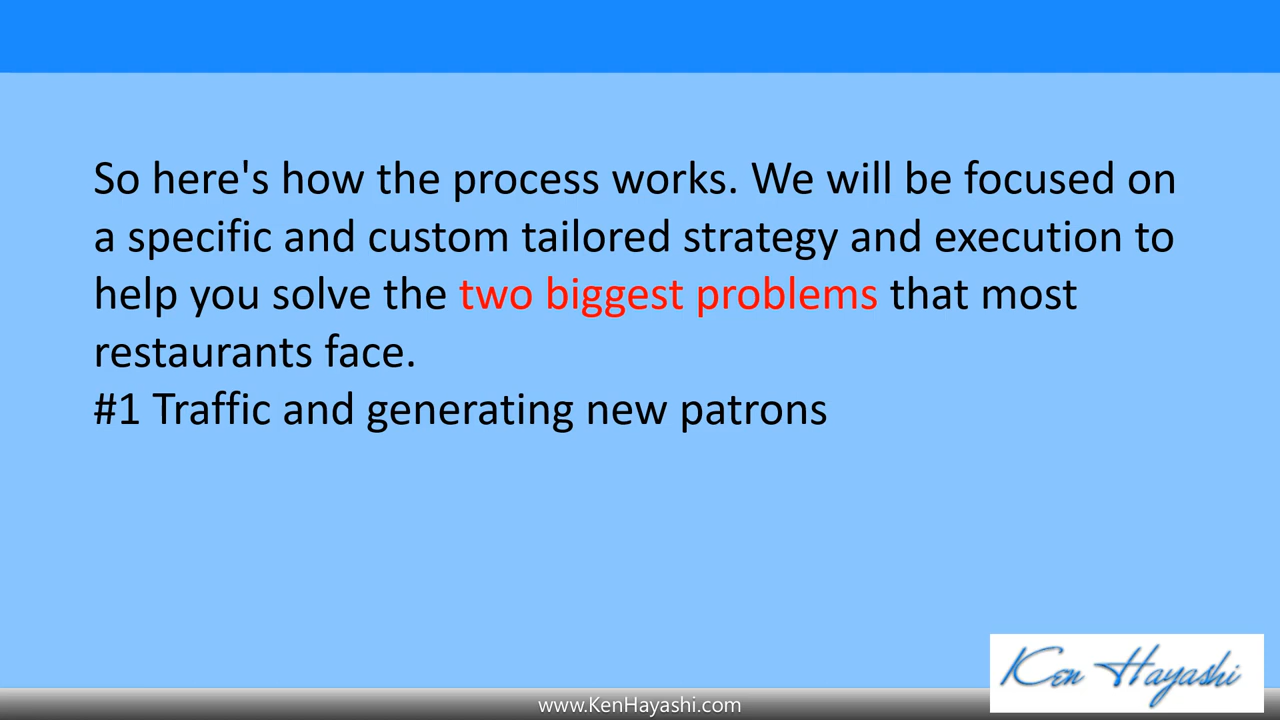 So here's how the process works. We will be focused on
a specific and custom tailored strategy and execution to
help you solve the two biggest problems that most
restaurants face.
#1 Traffic and generating new patrons
Ken Hayashi
www.KenHayashi.com